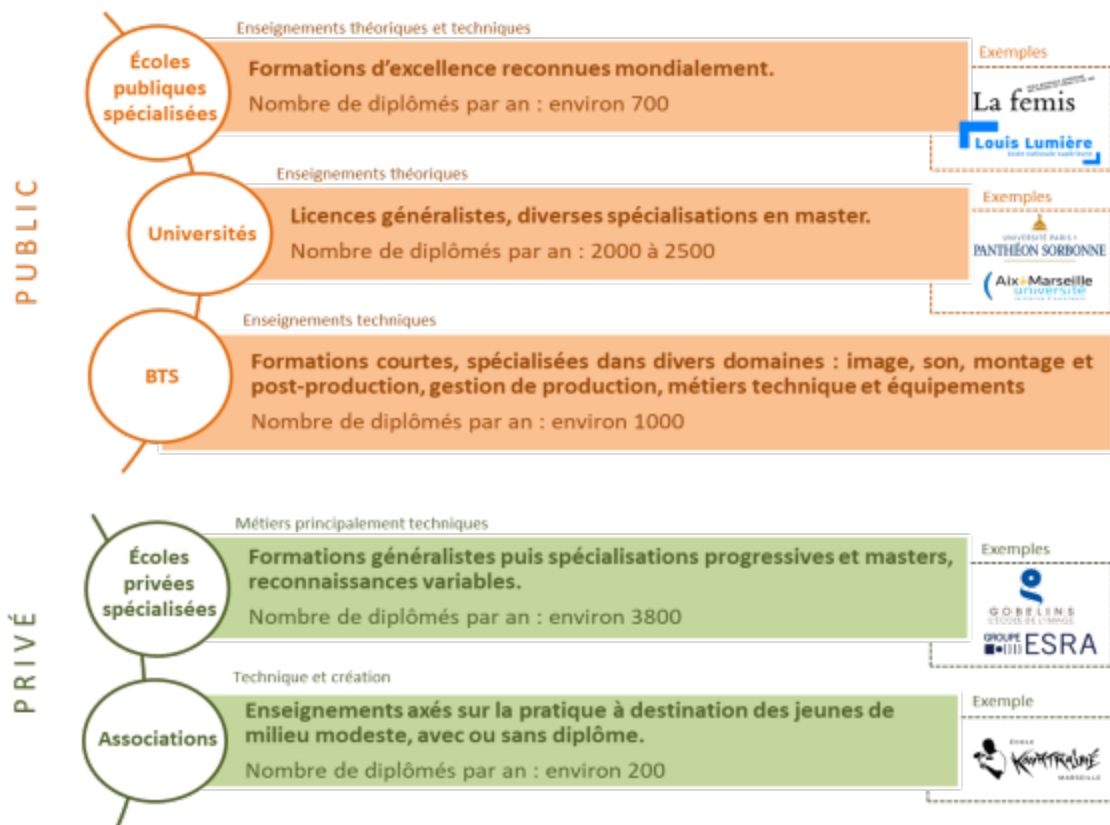 PUBLIC
Enseignements théoriques et techniques
Écoles
publiques
spécialisées
Formations d'excellence reconnues mondialement.
Nombre de diplômés par an : environ 700
Exemples
La fémis
Louis Lumière
Enseignements théoriques
Universités
Licences généralistes, diverses spécialisations en master.
Nombre de diplômés par an : 2000 à 2500
Exemples
UNIVERSITÉ PARIS 1
PANTHÉON SORBONNE
Aix*Marseille
université
Enseignements techniques
BTS
Formations courtes, spécialisées dans divers domaines : image, son, montage et
post-production, gestion de production, métiers technique et équipements
Nombre de diplômés par an : environ 1000
PRIVÉ
Métiers principalement techniques
Écoles
privées
spécialisées
Formations généralistes puis spécialisations progressives et masters,
reconnaissances variables.
Nombre de diplômés par an : environ 3800
Exemples
GOBELINS
L'ÉCOLE DE L'IMAGE
GROUPE
ESRA
Technique et création
Associations
Enseignements axés sur la pratique à destination des jeunes de
milieu modeste, avec ou sans diplôme.
Nombre de diplômés par an : environ 200
Exemple
ÉCOLE
KOURTRAJMÉ
MARSEILLE